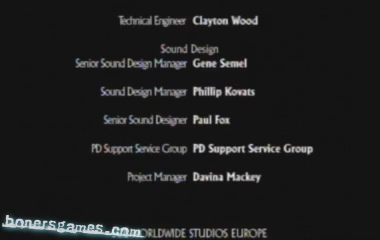 Technical Engineer Clayton Wood
Sound Design
Senior Sound Design Manager Gene Semel
Sound Design Manager Phillip Kovats
Senior Sound Designer Paul Fox
PD Support Service Group PD Support Service Group
Project Manager Davina Mackey
bonersgames.com
WORLDWIDE STUDIOS EUROPE